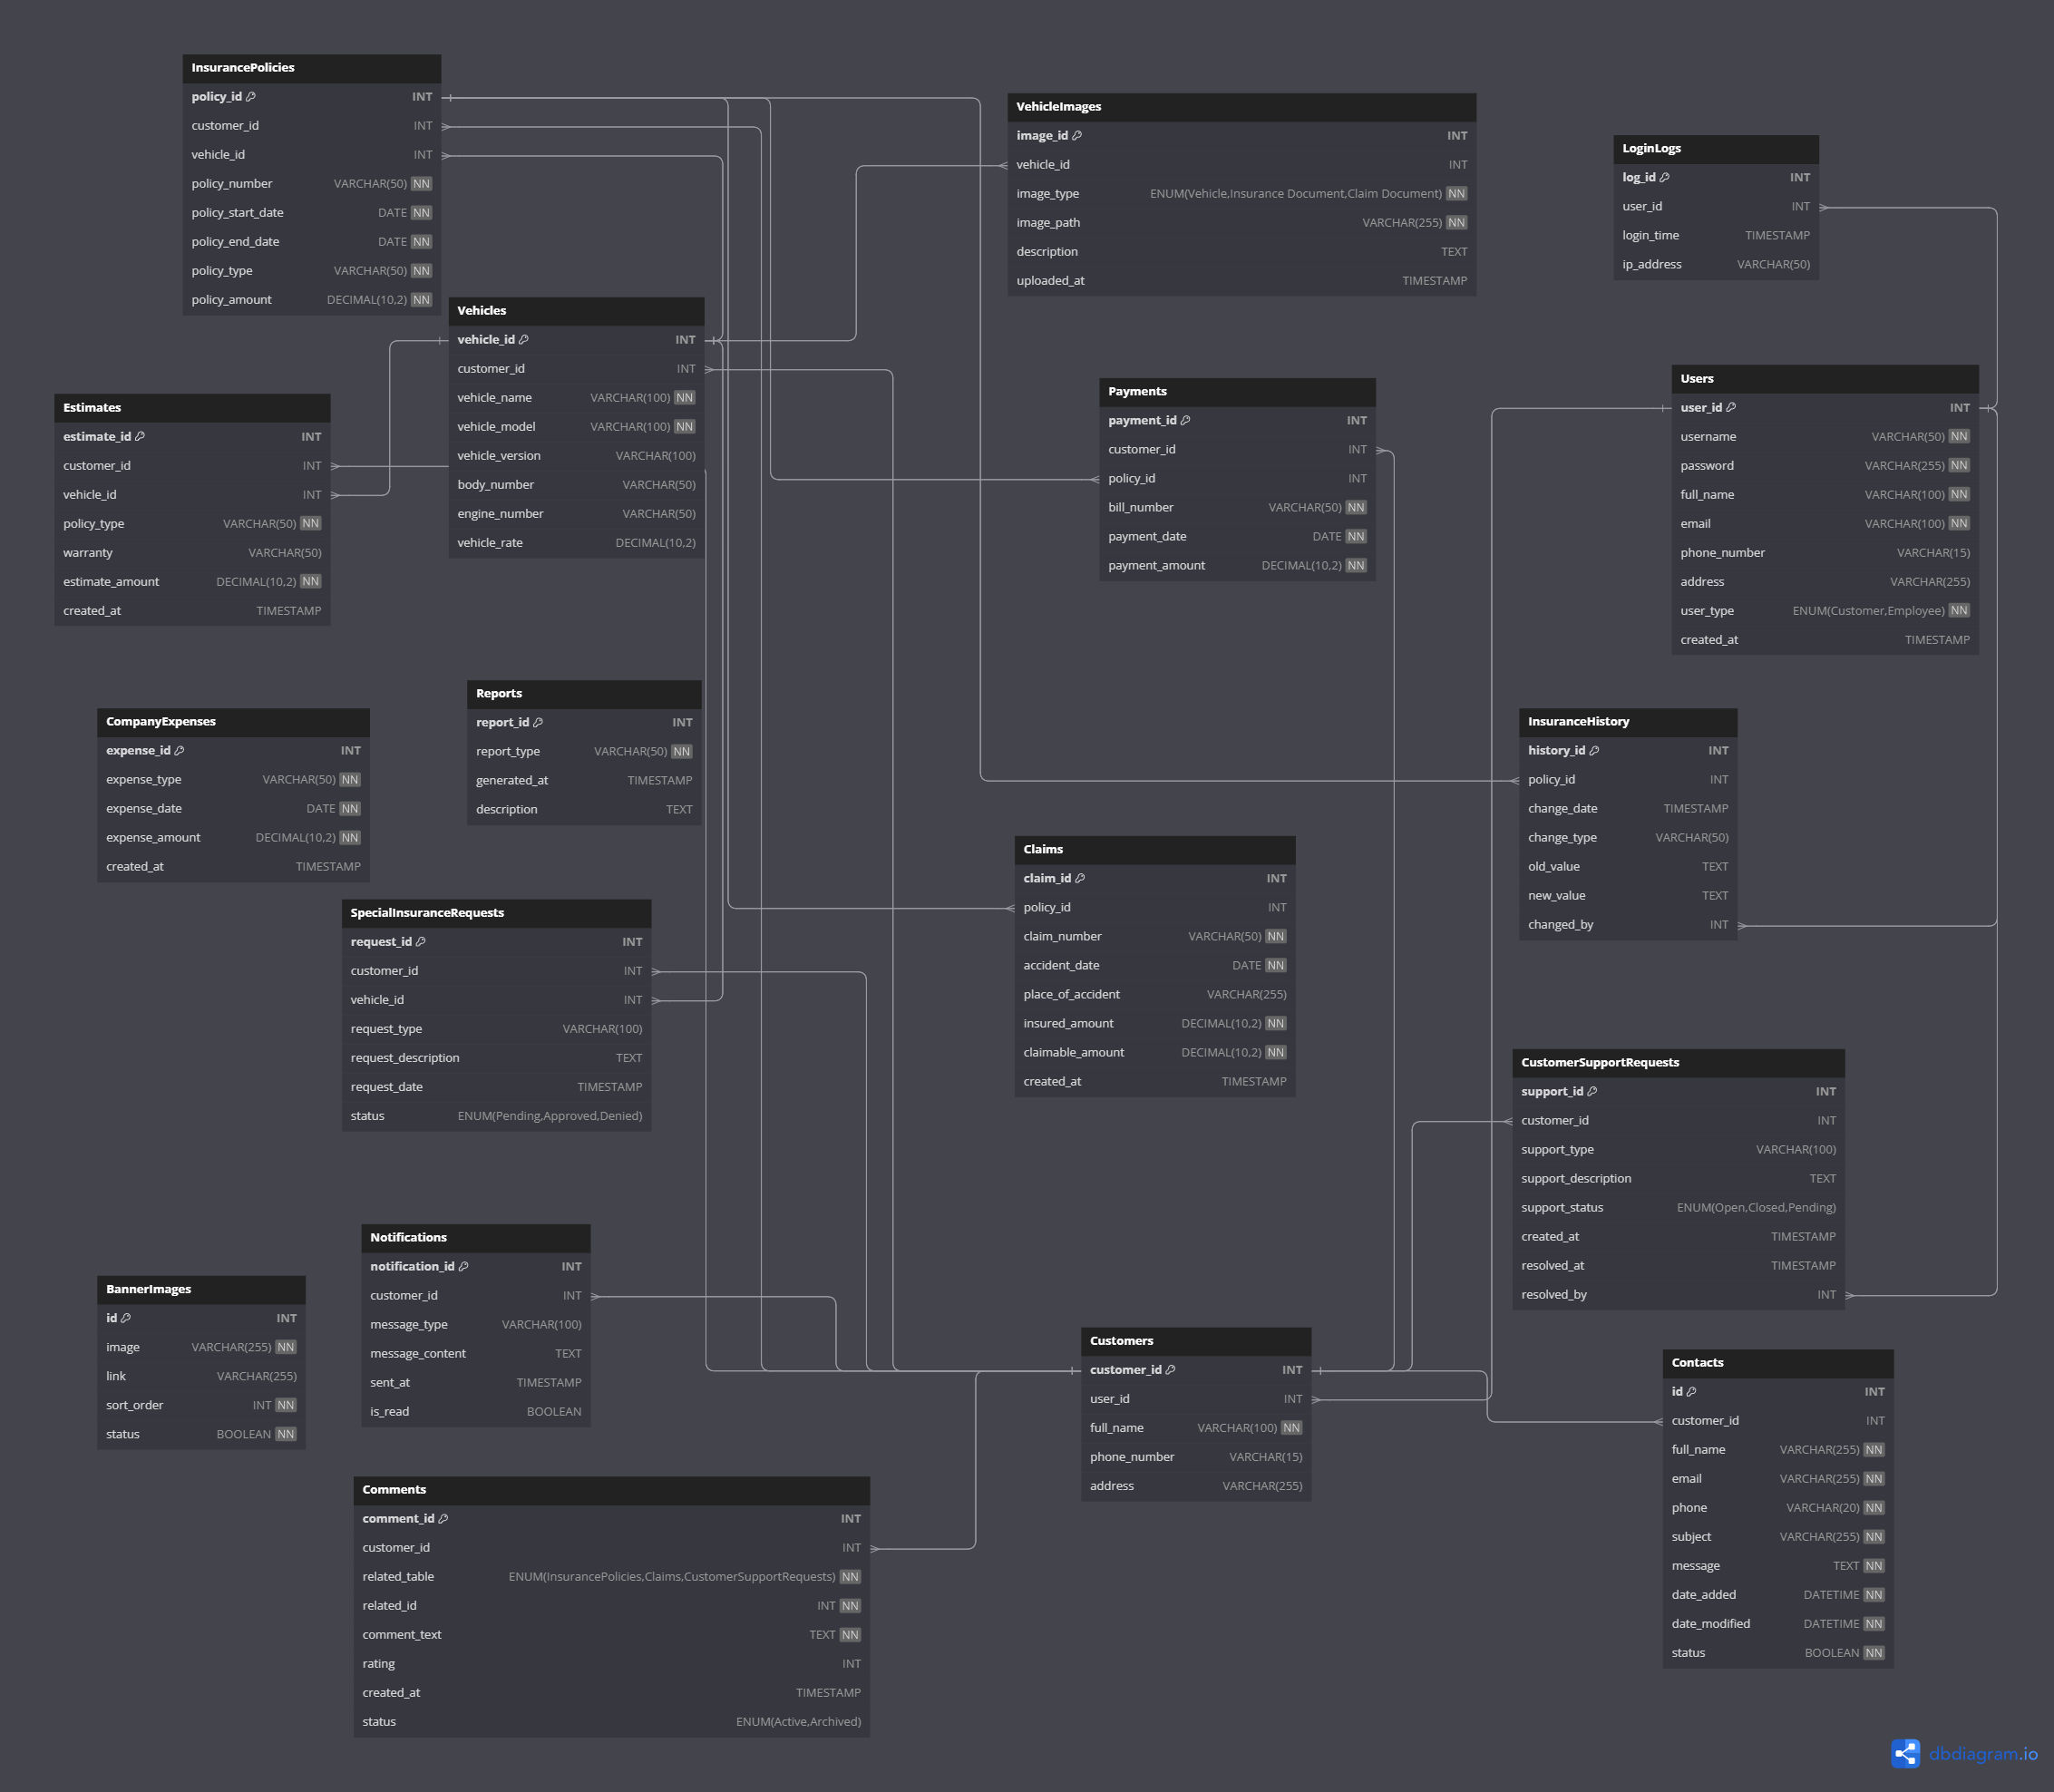 InsurancePolicies
policy_id INT
customer_id INT
vehicle_id INT
policy_number VARCHAR(50) NN
policy_start_date DATE NN
policy_end_date DATE NN
policy_type VARCHAR(50) NN
policy_amount DECIMAL(10,2) NN
VehicleImages
image_id INT
vehicle_id INT
image_type ENUM(Vehicle,Insurance Document,Claim Document) NN
image_path VARCHAR(255) NN
description TEXT
uploaded_at TIMESTAMP
LoginLogs
log_id INT
user_id INT
login_time TIMESTAMP
ip_address VARCHAR(50)
Vehicles
vehicle_id INT
customer_id INT
vehicle_name VARCHAR(100) NN
vehicle_model VARCHAR(100) NN
vehicle_version VARCHAR(100)
body_number VARCHAR(50)
engine_number VARCHAR(50)
vehicle_rate DECIMAL(10,2)
Estimates
estimate_id INT
customer_id INT
vehicle_id INT
policy_type VARCHAR(50) NN
warranty VARCHAR(50)
estimate_amount DECIMAL(10,2) NN
created_at TIMESTAMP
Payments
payment_id INT
customer_id INT
policy_id INT
bill_number VARCHAR(50) NN
payment_date DATE NN
payment_amount DECIMAL(10,2) NN
Users
user_id INT
username VARCHAR(50) NN
password VARCHAR(255) NN
full_name VARCHAR(100) NN
email VARCHAR(100) NN
phone_number VARCHAR(15)
address VARCHAR(255)
user_type ENUM(Customer,Employee) NN
created_at TIMESTAMP
CompanyExpenses
expense_id INT
expense_type VARCHAR(50) NN
expense_date DATE NN
expense_amount DECIMAL(10,2) NN
created_at TIMESTAMP
Reports
report_id INT
report_type VARCHAR(50) NN
generated_at TIMESTAMP
description TEXT
InsuranceHistory
history_id INT
policy_id INT
change_date TIMESTAMP
change_type VARCHAR(50)
old_value TEXT
new_value TEXT
changed_by INT
Claims
claim_id INT
policy_id INT
claim_number VARCHAR(50) NN
accident_date DATE NN
place_of_accident VARCHAR(255)
insured_amount DECIMAL(10,2) NN
claimable_amount DECIMAL(10,2) NN
created_at TIMESTAMP
SpecialInsuranceRequests
request_id INT
customer_id INT
vehicle_id INT
request_type VARCHAR(100)
request_description TEXT
request_date TIMESTAMP
status ENUM(Pending,Approved,Denied)
CustomerSupportRequests
support_id INT
customer_id INT
support_type VARCHAR(100)
support_description TEXT
support_status ENUM(Open,Closed,Pending)
created_at TIMESTAMP
resolved_at TIMESTAMP
resolved_by INT
Notifications
notification_id INT
customer_id INT
message_type VARCHAR(100)
message_content TEXT
sent_at TIMESTAMP
is_read BOOLEAN
BannerImages
id INT
image VARCHAR(255) NN
link VARCHAR(255)
sort_order INT NN
status BOOLEAN NN
Customers
customer_id INT
user_id INT
full_name VARCHAR(100) NN
phone_number VARCHAR(15)
address VARCHAR(255)
Contacts
id INT
customer_id INT
full_name VARCHAR(255) NN
email VARCHAR(255) NN
phone VARCHAR(20) NN
subject VARCHAR(255) NN
message TEXT NN
date_added DATETIME NN
date_modified DATETIME NN
status BOOLEAN NN
Comments
comment_id INT
customer_id INT
related_table ENUM(InsurancePolicies,Claims,CustomerSupportRequests) NN
related_id INT NN
comment_text TEXT NN
rating INT
created_at TIMESTAMP
status ENUM(Active,Archived)
dbdiagram.io